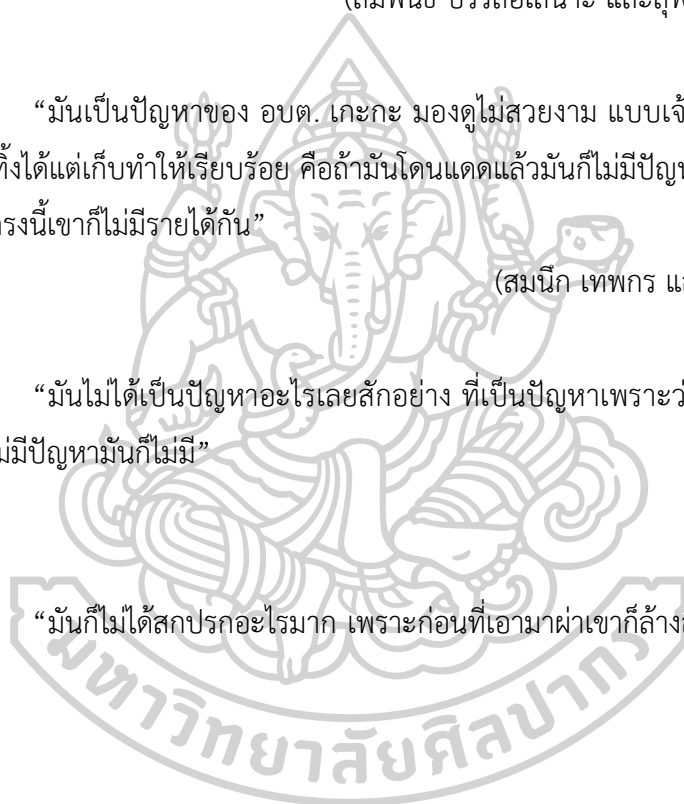 “มันเป็นปัญหาของ อบต. เกะกะ มองดูไม่สวยงาม แบบเจ้
ทิ้งได้แต่เก็บทำให้เรียบร้อย คือถ้ามันโดนแดดแล้วมันก็ไม่มีปัญห
ตรงนี้เขาก็ไม่มีรายได้กัน”
(สมนึก เทพกร แล
“มันไม่ได้เป็นปัญหาอะไรเลยสักอย่าง ที่เป็นปัญหาเพราะว่
ไม่มีปัญหามันก็ไม่มี”
“มันก็ไม่ได้สกปรกอะไรมาก เพราะก่อนที่เอามาผ่าเขาก็ล้าง
มหาวิทยาลัยศิลปากร